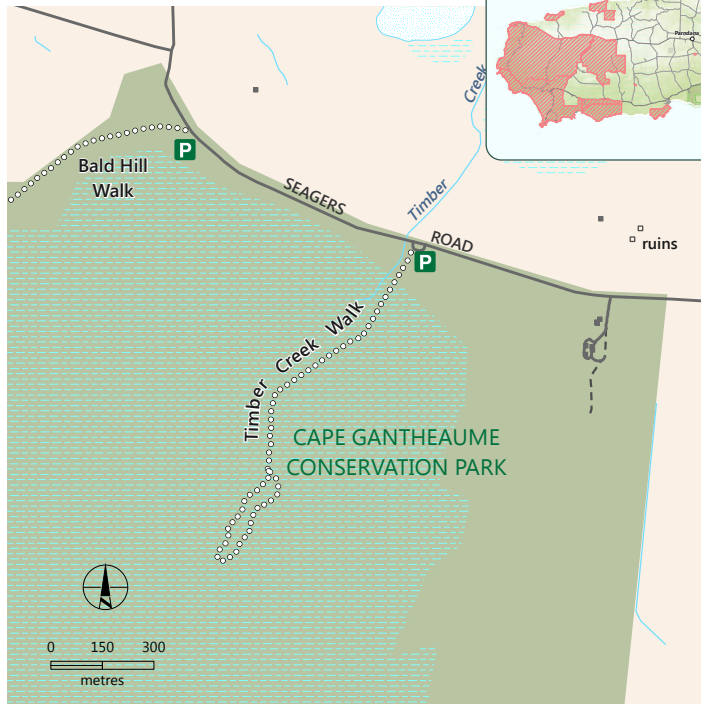 Parndana
Creek
Timber
P
Bald Hill
Walk
SEAGERS
ROAD
P
ruins
Timber Creek Walk
CAPE GANTHEAUME
CONSERVATION PARK
N
0 150 300
metres